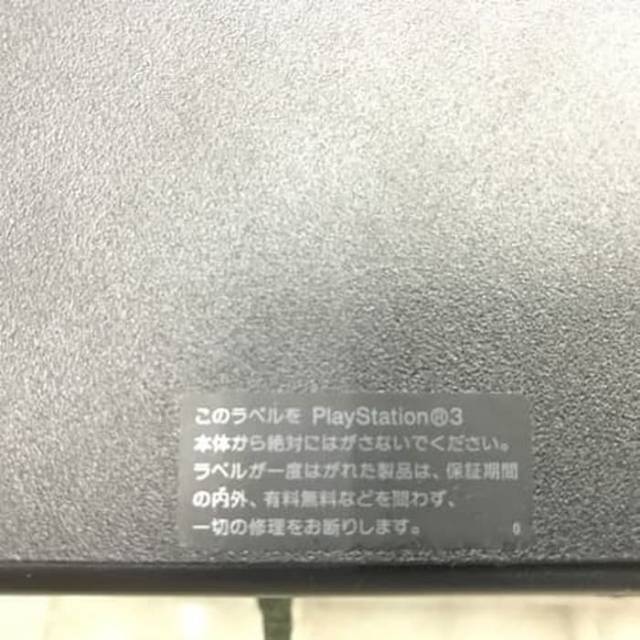 このラベルを PlayStation®3
本体から絶対にはがさないでください。
ラベルが一度はがれた製品は、保証期間
の内外、有料無料などを問わず、
一切の修理をお断りします。
0